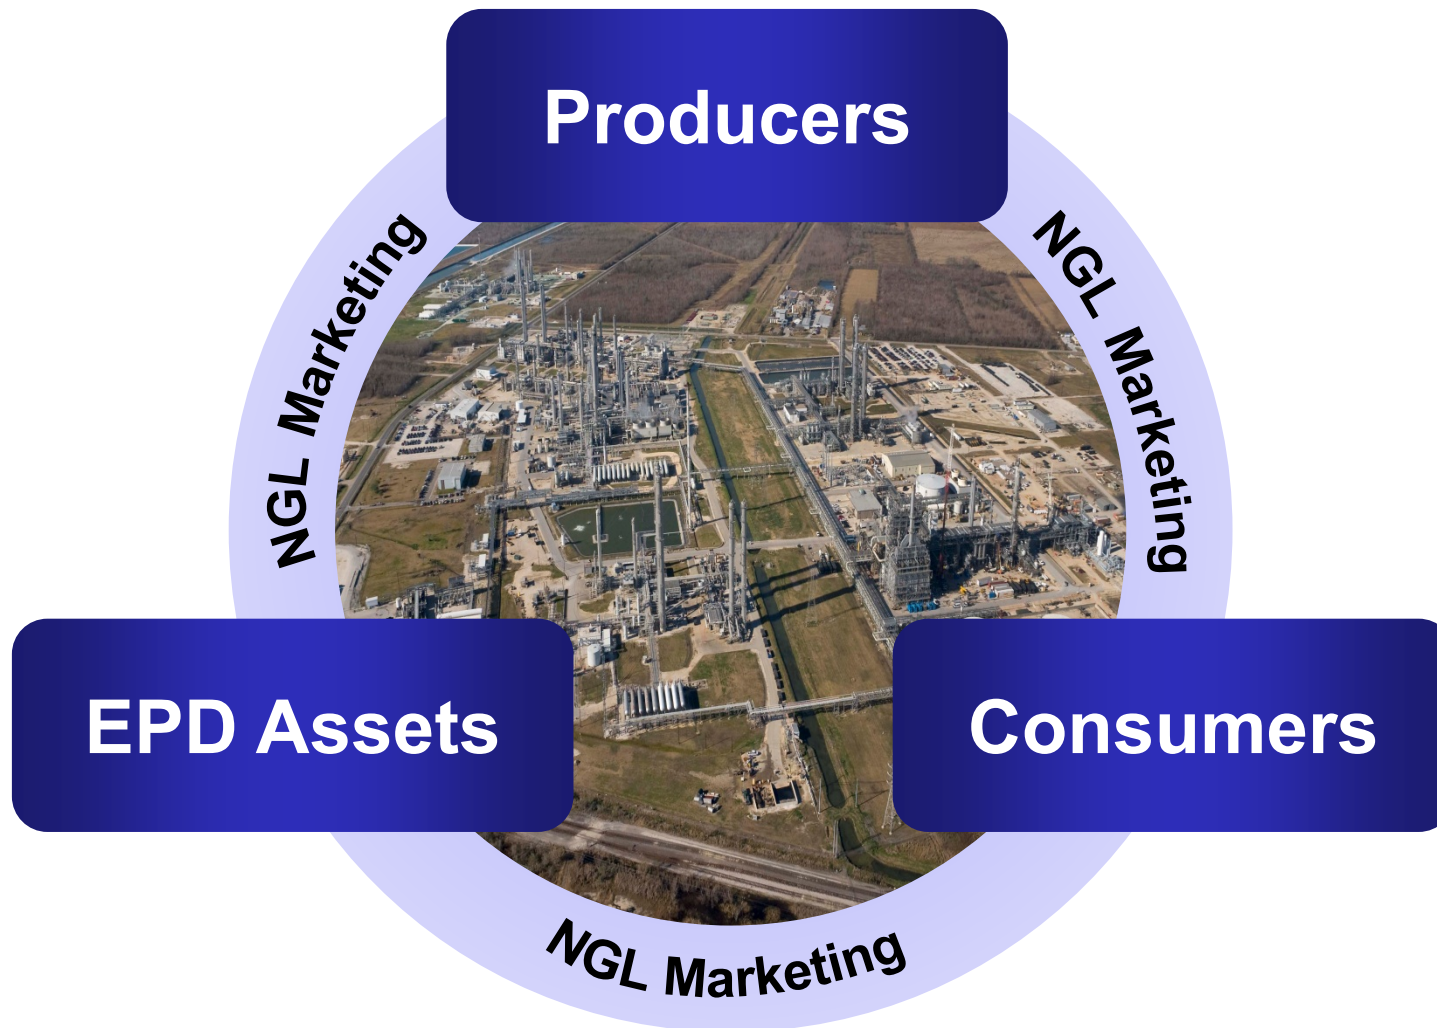 Producers
NGL Marketing
NGL Marketing
EPD Assets
Consumers
NGL Marketing